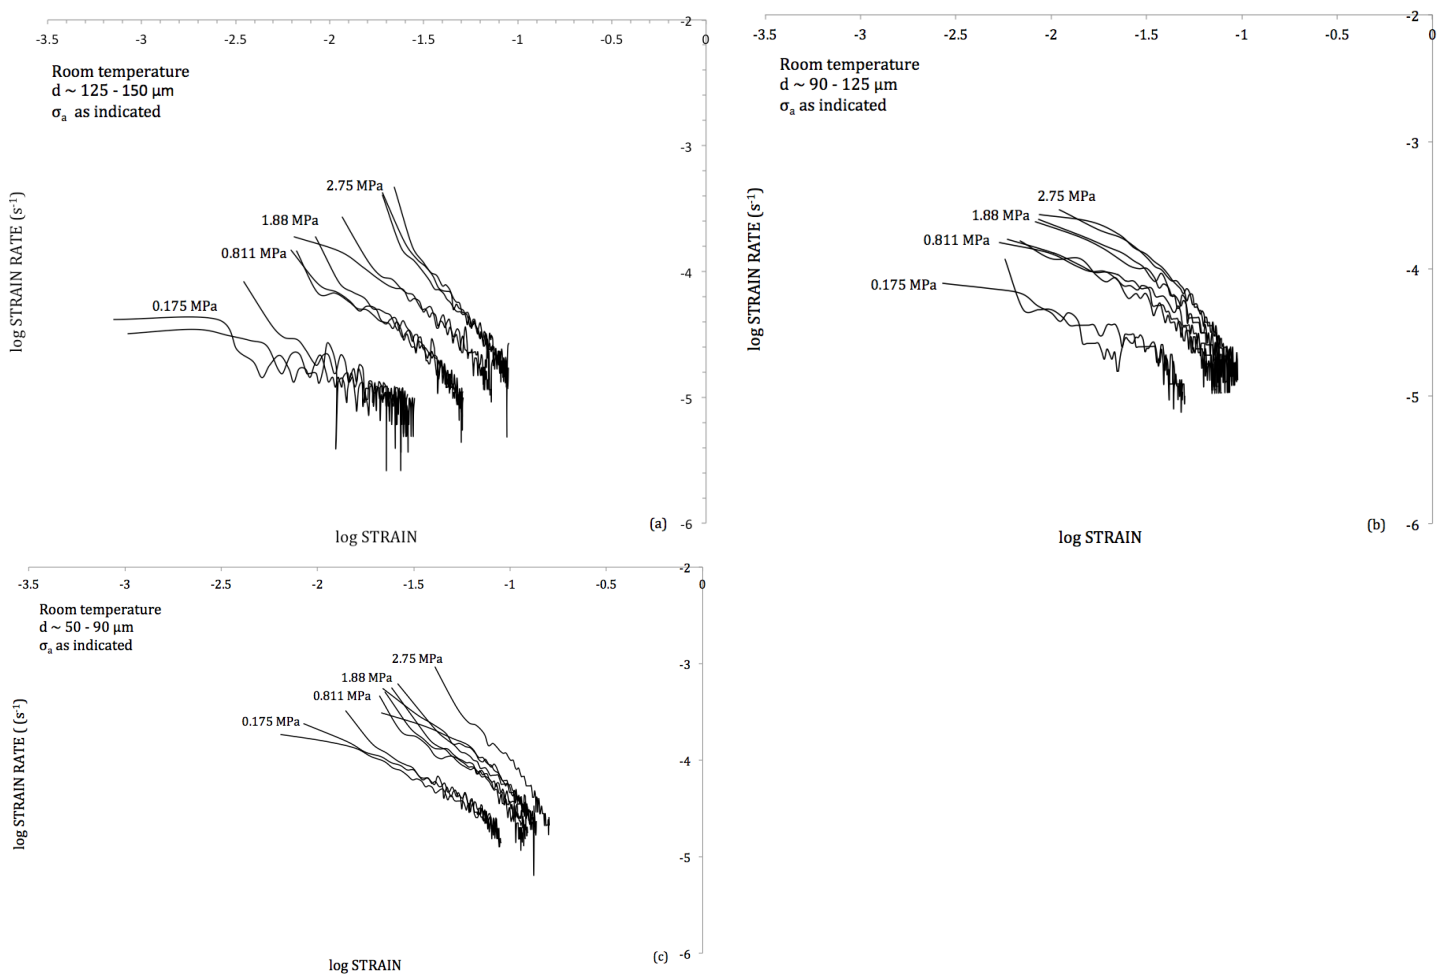 -2
-3.5 -3 -2.5 -2 -1.5 -1 -0.5 0
Room temperature
d ~ 125 - 150 μm
σa as indicated
-3
2.75 MPa
1.88 MPa
0.811 MPa
-4
0.175 MPa
-5
log STRAIN RATE (s-1)
(a) -6
log STRAIN
-2
-3.5 -3 -2.5 -2 -1.5 -1 -0.5 0
Room temperature
d ~ 90 - 125 μm
σa as indicated
-3
2.75 MPa
1.88 MPa
0.811 MPa
-4
0.175 MPa
-5
log STRAIN RATE (s-1)
(b) -6
log STRAIN
-2
-3.5 -3 -2.5 -2 -1.5 -1 -0.5 0
Room temperature
d ~ 50 - 90 μm
σa as indicated
2.75 MPa
-3
1.88 MPa
0.811 MPa
0.175 MPa
-4
-5
log STRAIN RATE ( (s-1)
(c) -6
log STRAIN